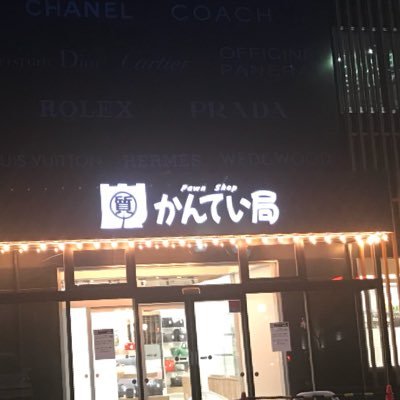 CHANEL COACH
Christian Dior Cartier OFFICINE PANERAI
ROLEX PRADA
LOUIS VUITTON HERMES WEDGWOOD
Pawn Shop
質 かんてい局